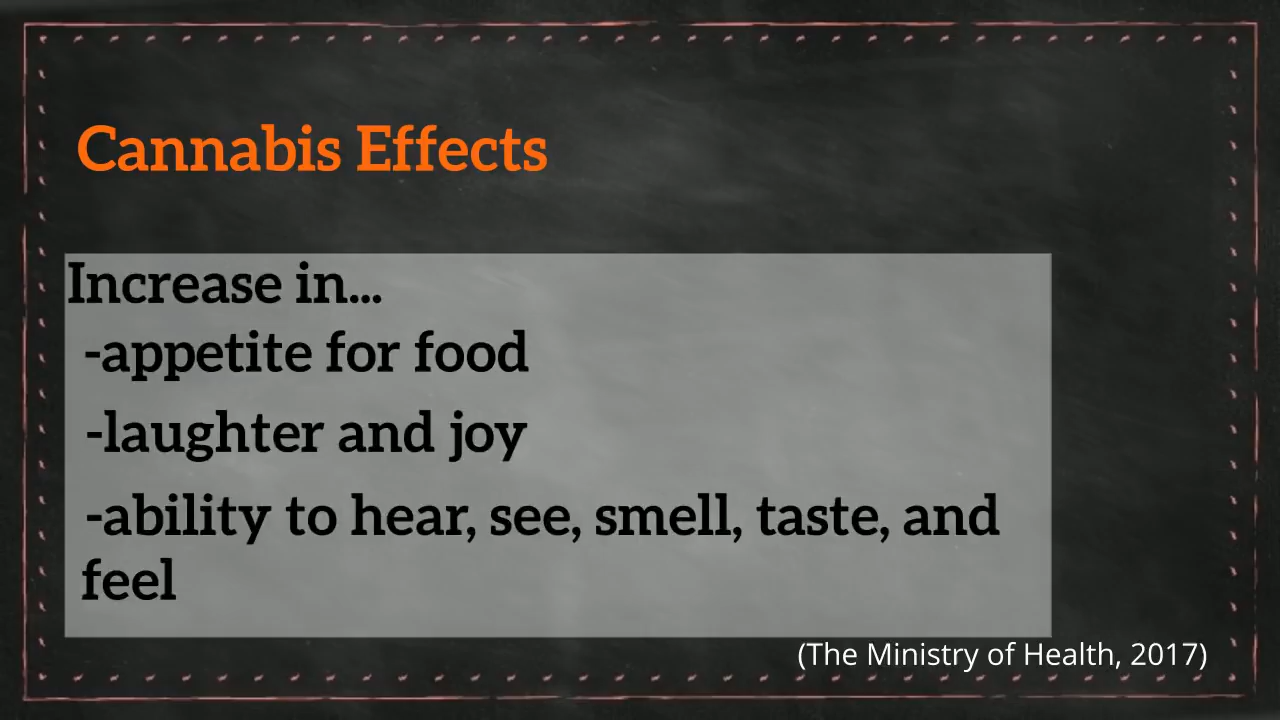 Cannabis Effects
Increase in...
-appetite for food
-laughter and joy
-ability to hear, see, smell, taste, and
feel
(The Ministry of Health, 2017)